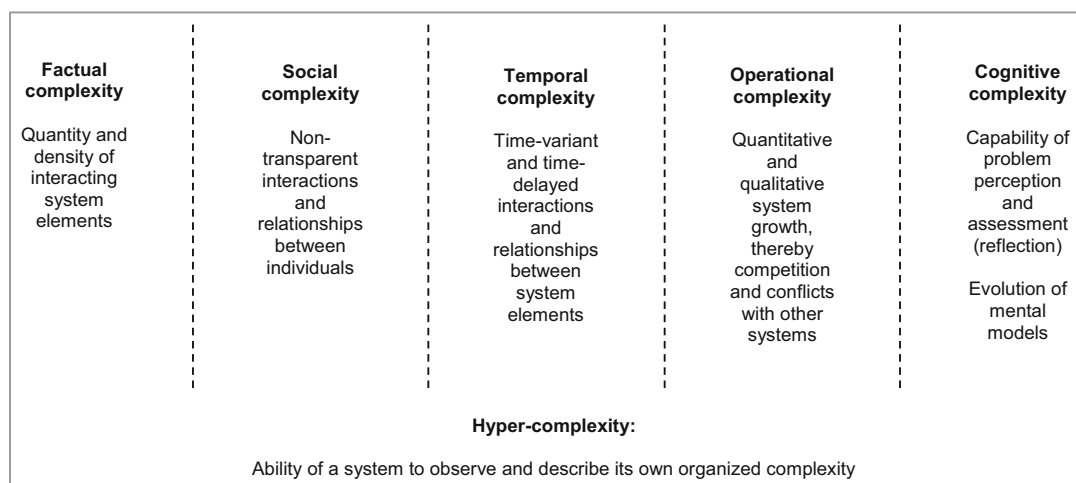 Factual
complexity
Quantity and
density of
interacting
system
elements
Social
complexity
Non-
transparent
interactions
and
relationships
between
individuals
Temporal
complexity
Time-variant
and time-
delayed
interactions
and
relationships
between
system
elements
Operational
complexity
Quantitative
and
qualitative
system
growth,
thereby
competition
and conflicts
with other
systems
Cognitive
complexity
Capability of
problem
perception
and
assessment
(reflection)
Evolution of
mental
models
Hyper-complexity:
Ability of a system to observe and describe its own organized complexity